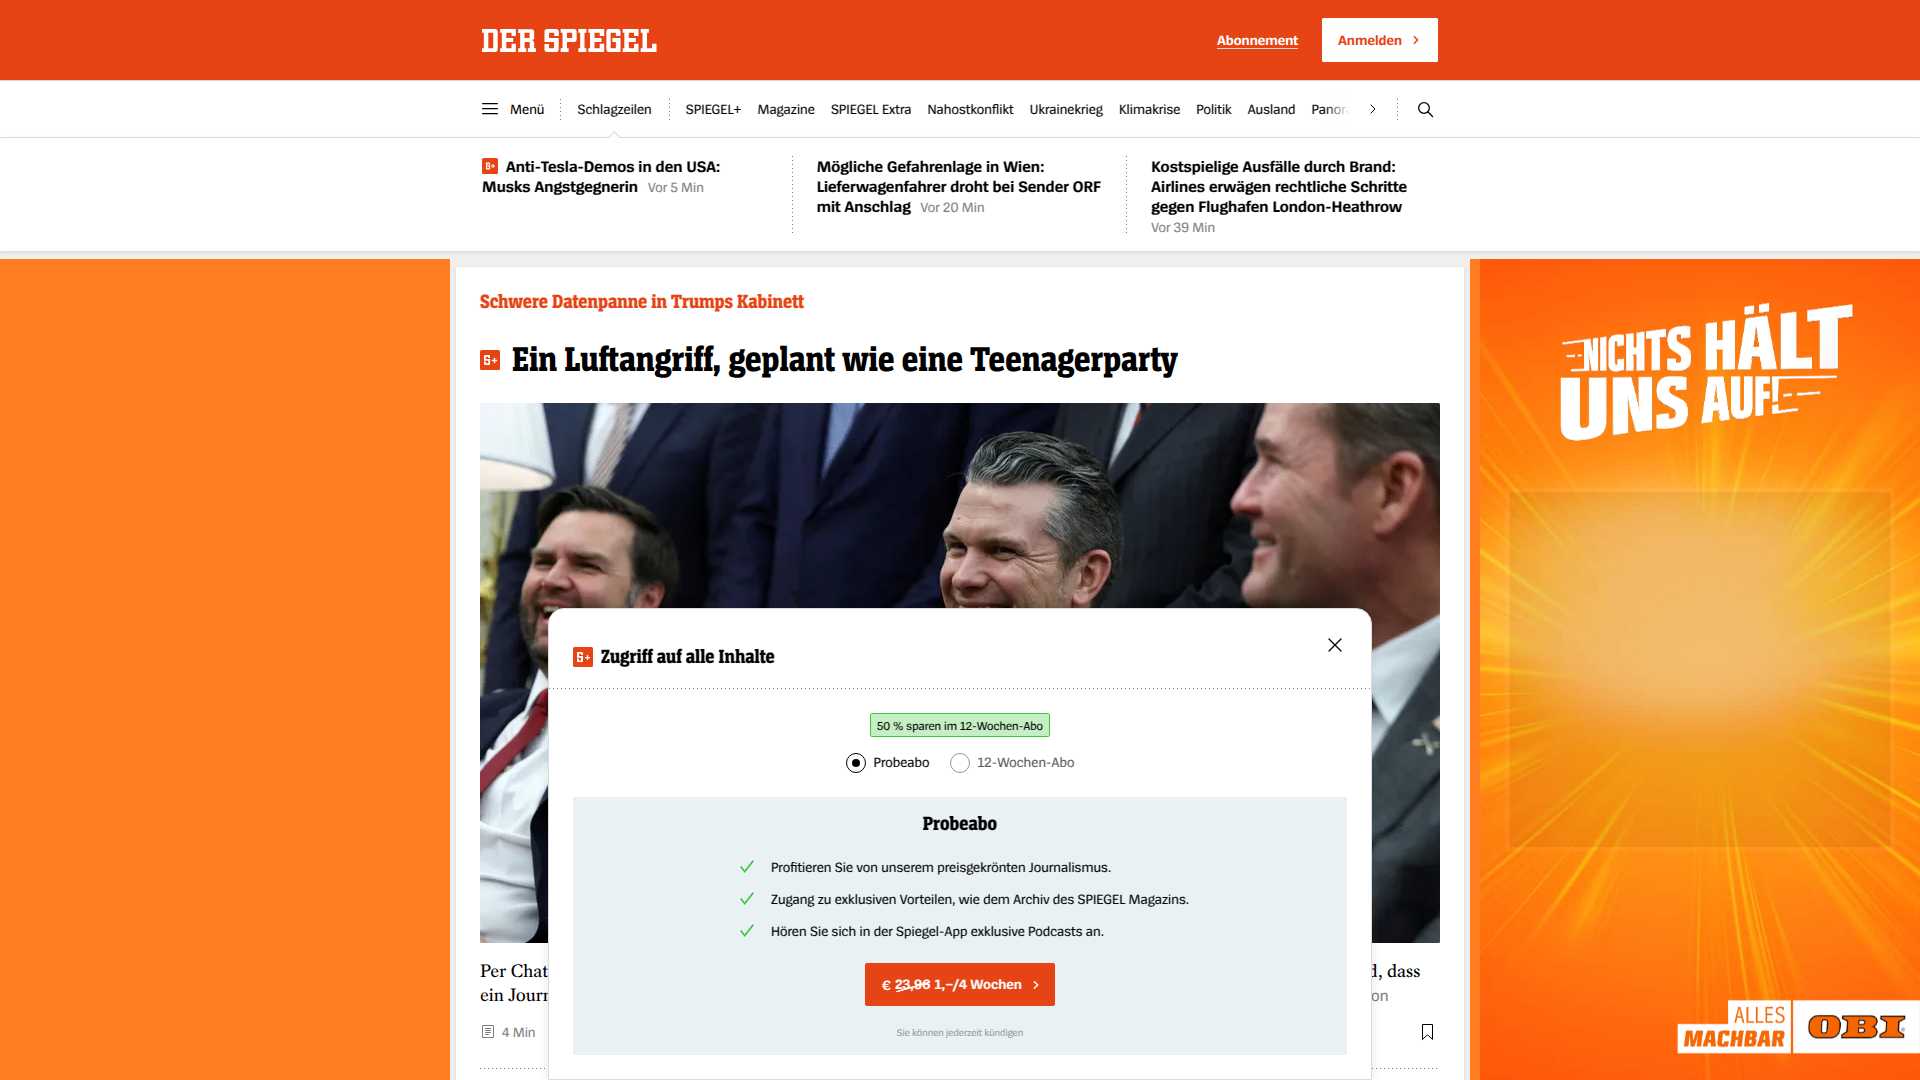 DER SPIEGEL
Abonnement
Anmelden
Menü
Schlagzeilen
SPIEGEL+
Magazine
SPIEGEL Extra
Nahostkonflikt
Ukrainekrieg
Klimakrise
Politik
Ausland
Anti-Tesla-Demos in den USA:
Musks Angstgegnerin Vor 5 Min
Mögliche Gefahrenlage in Wien:
Lieferwagenfahrer droht bei Sender ORF
mit Anschlag Vor 20 Min
Kostspielige Ausfälle durch Brand:
Airlines erwägen rechtliche Schritte
gegen Flughafen London-Heathrow
Vor 39 Min
Schwere Datenpanne in Trumps Kabinett
Ein Luftangriff, geplant wie eine Teenagerparty
Zugriff auf alle Inhalte
50 % sparen im 12-Wochen-Abo
Probeabo
12-Wochen-Abo
Probeabo
Profitieren Sie von unserem preisgekrönten Journalismus.
Zugang zu exklusiven Vorteilen, wie dem Archiv des SPIEGEL Magazins.
Hören Sie sich in der Spiegel-App exklusive Podcasts an.
€ 23,96 1,–/4 Wochen
Sie können jederzeit kündigen
Per Chat
dass
ein
4 Min
NICHTS HÄLT
UNS AUF!
ALLES
MACHBAR
OBI